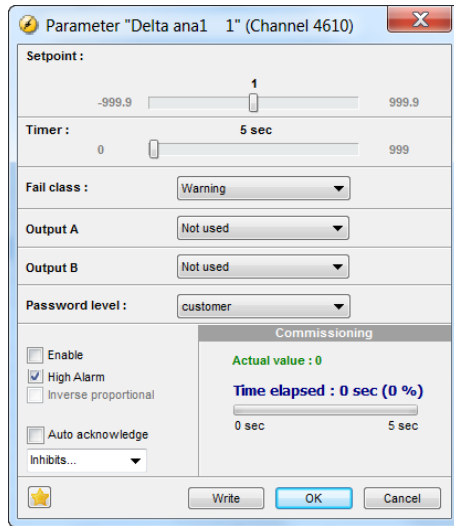 Parameter "Delta ana1    1" (Channel 4610)
Setpoint :
1
-999.9 999.9
Timer : 5 sec
0 999
Fail class : Warning
Output A Not used
Output B Not used
Password level : customer
Commissioning
Enable
Actual value : 0
High Alarm
Inverse proportional
Time elapsed : 0 sec (0 %)
0 sec 5 sec
Auto acknowledge
Inhibits...
Write OK Cancel